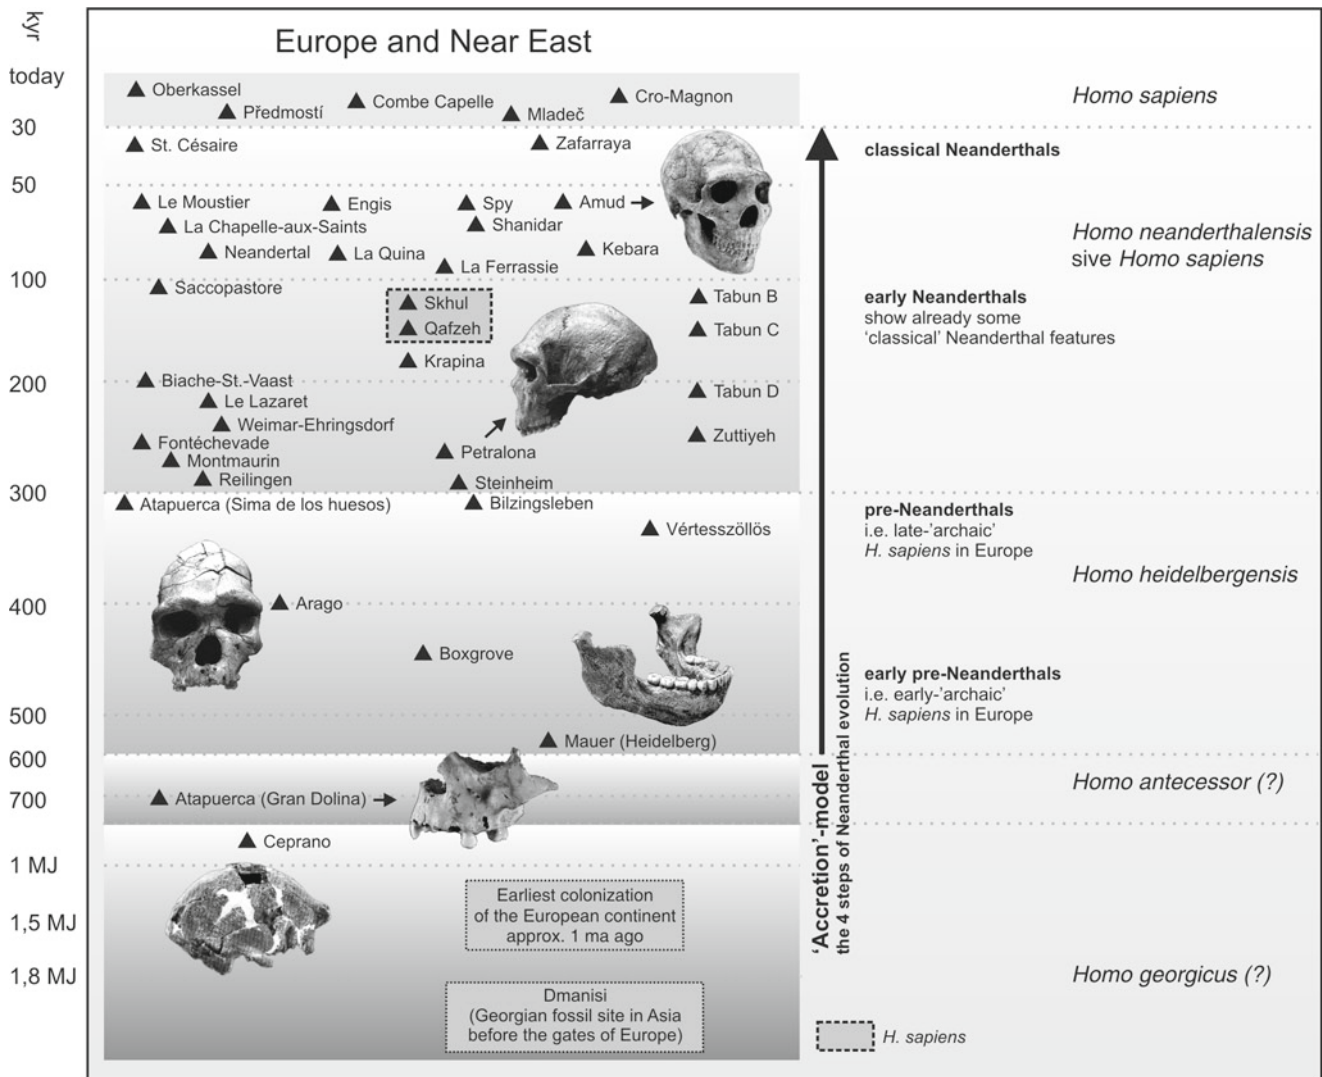 kyr
Europe and Near East
today
Oberkassel
Předmostí
Combe Capelle
Mladeč
Cro-Magnon
Homo sapiens
30
St. Césaire
Zafarraya
classical Neanderthals
50
Le Moustier
Engis
Spy
Amud
La Chapelle-aux-Saints
Shanidar
Neandertal
La Quina
Kebara
La Ferrassie
Homo neanderthalensis
sive Homo sapiens
100
Saccopastore
Skhul
Qafzeh
Krapina
Tabun B
Tabun C
early Neanderthals
show already some
‘classical’ Neanderthal features
200
Biache-St.-Vaast
Le Lazaret
Weimar-Ehringsdorf
Fontéchevade
Montmaurin
Reilingen
Petralona
Steinheim
Tabun D
Zuttiyeh
300
Atapuerca (Sima de los huesos)
Bilzingsleben
Vértesszöllös
pre-Neanderthals
i.e. late-’archaic’
H. sapiens in Europe
Homo heidelbergensis
400
Arago
Boxgrove
early pre-Neanderthals
i.e. early-’archaic’
H. sapiens in Europe
500
Mauer (Heidelberg)
600
700
Atapuerca (Gran Dolina)
Homo antecessor (?)
Ceprano
1 MJ
Earliest colonization
of the European continent
approx. 1 ma ago
1,5 MJ
1,8 MJ
Dmanisi
(Georgian fossil site in Asia
before the gates of Europe)
‘Accretion’-model
the 4 steps of Neanderthal evolution
Homo georgicus (?)
H. sapiens